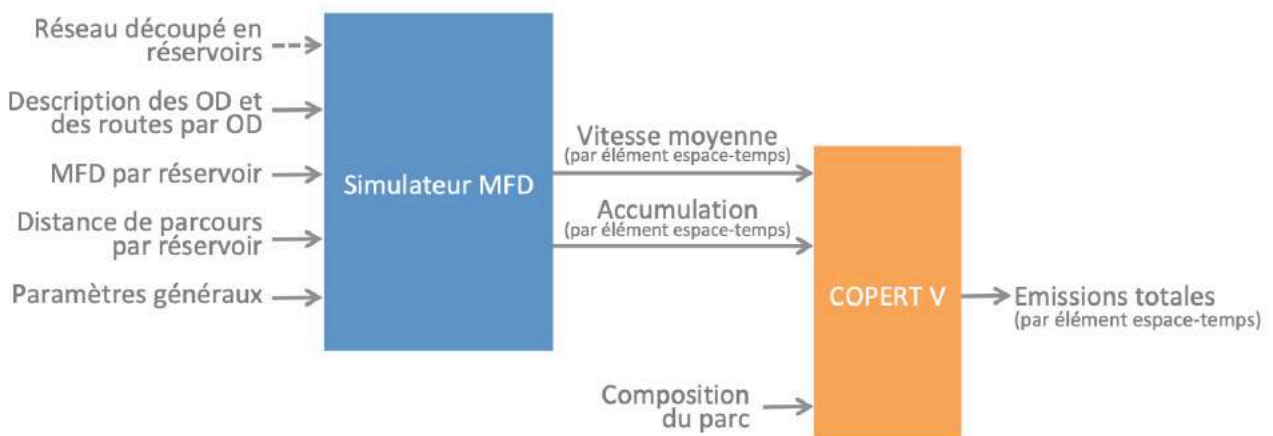 Réseau découpé en
réservoirs
Description des OD et
des routes par OD
MFD par réservoir
Distance de parcours
par réservoir
Paramètres généraux
Simulateur MFD
Vitesse moyenne
(par élément espace-temps)
Accumulation
(par élément espace-temps)
Composition
du parc
COPERT V
Emissions totales
(par élément espace-temps)